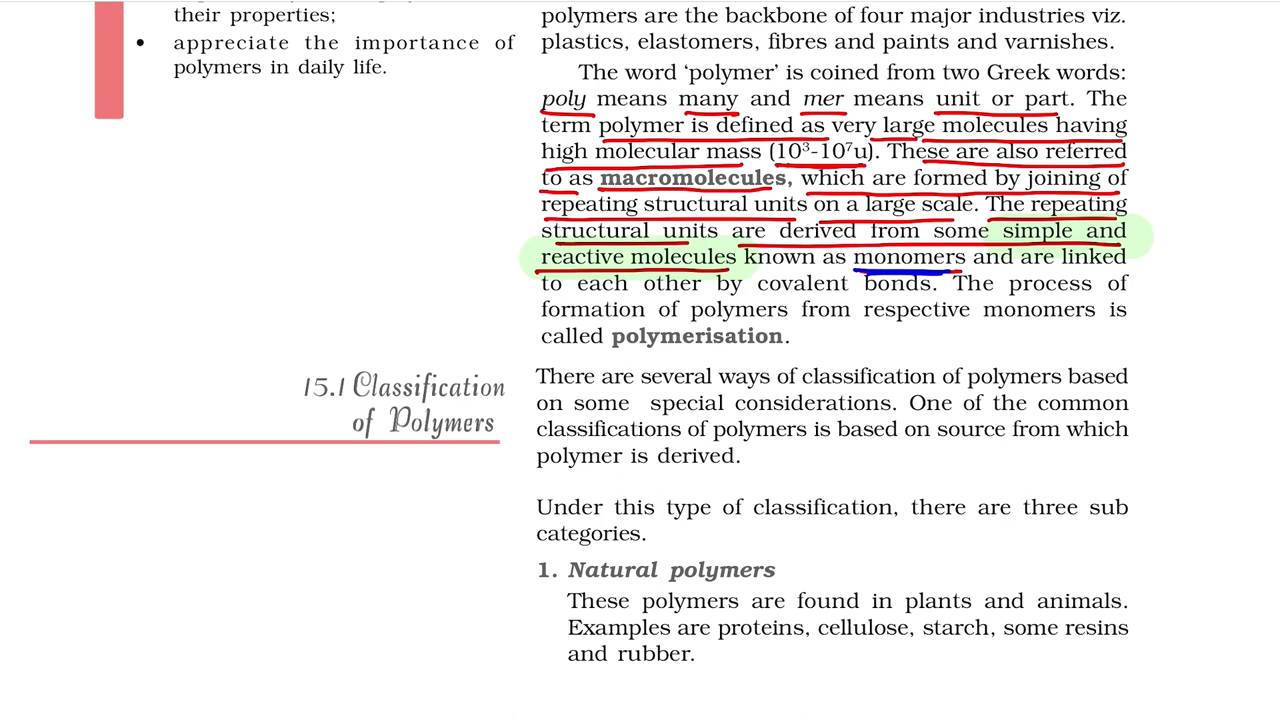 their properties;
• appreciate the importance of
polymers in daily life.
polymers are the backbone of four major industries viz.
plastics, elastomers, fibres and paints and varnishes.
The word ‘polymer’ is coined from two Greek words:
poly means many and mer means unit or part. The
term polymer is defined as very large molecules having
high molecular mass (10³-10⁷u). These are also referred
to as macromolecules, which are formed by joining of
repeating structural units on a large scale. The repeating
structural units are derived from some simple and
reactive molecules known as monomers and are linked
to each other by covalent bonds. The process of
formation of polymers from respective monomers is
called polymerisation.
15.1 Classification
of Polymers
There are several ways of classification of polymers based
on some special considerations. One of the common
classifications of polymers is based on source from which
polymer is derived.
Under this type of classification, there are three sub
categories.
1. Natural polymers
These polymers are found in plants and animals.
Examples are proteins, cellulose, starch, some resins
and rubber.